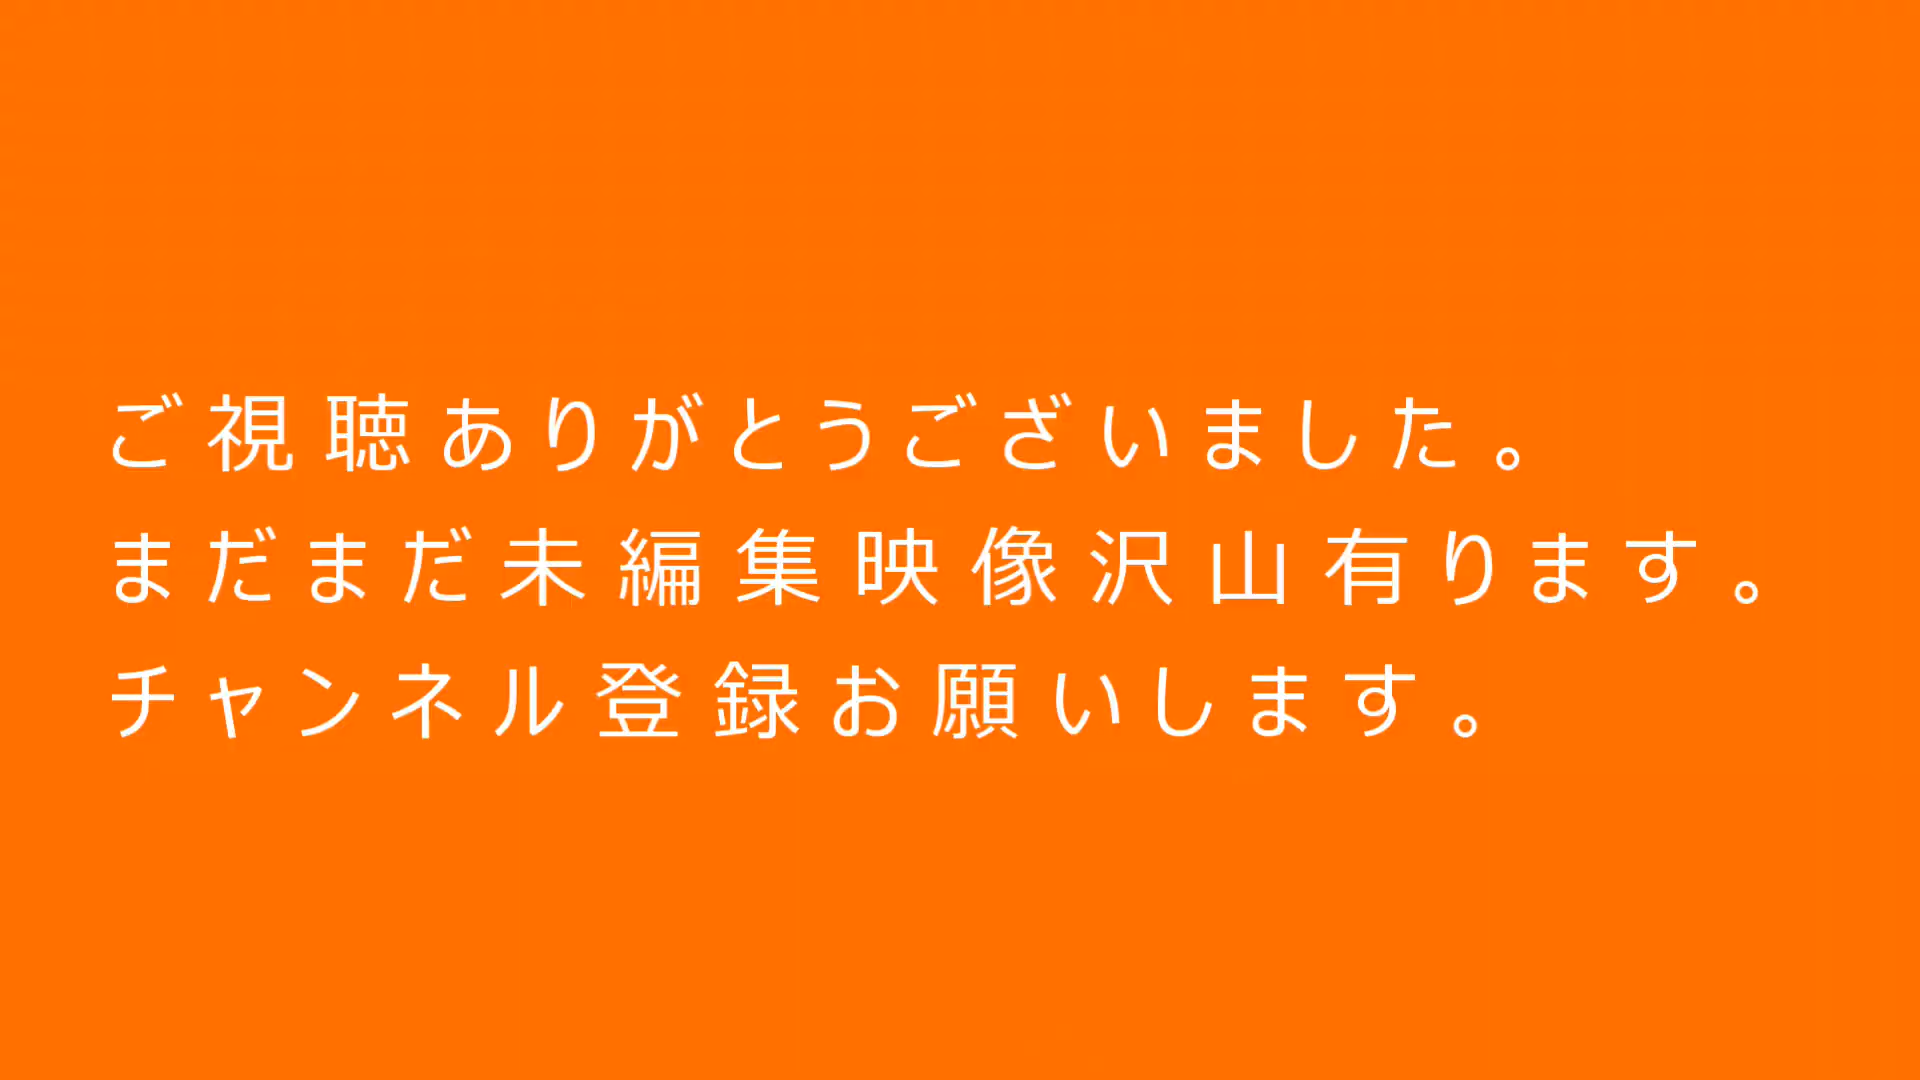 ご視聴ありがとうございました。
まだまだ未編集映像沢山有ります。
チャンネル登録お願いします。